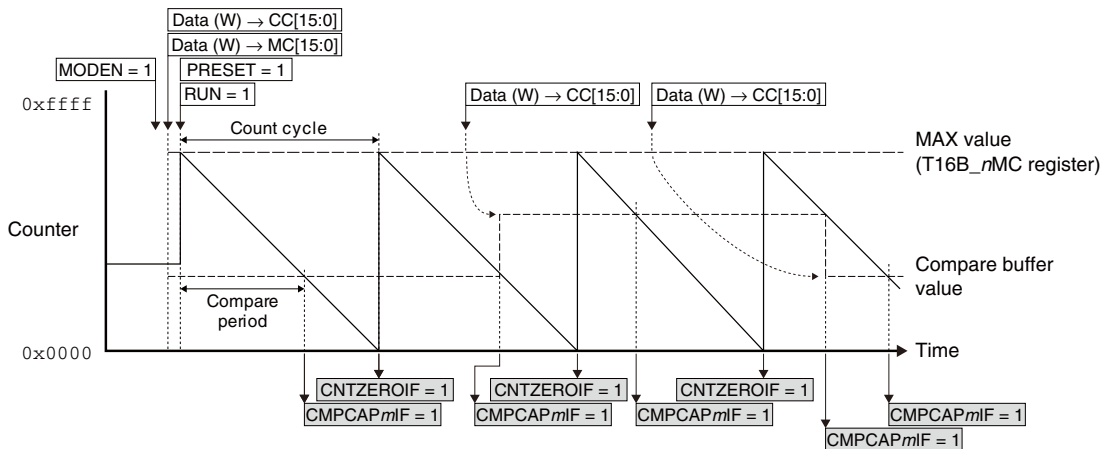 Data (W) → CC[15:0]
Data (W) → MC[15:0]
MODEN = 1
PRESET = 1
RUN = 1
Data (W) → CC[15:0]
Data (W) → CC[15:0]
0xffff
Count cycle
MAX value
(T16B_nMC register)
Counter
Compare
period
Compare buffer
value
0x0000
Time
CNTZEROIF = 1
CNTZEROIF = 1
CNTZEROIF = 1
CMPCAPmIF = 1
CMPCAPmIF = 1
CMPCAPmIF = 1
CMPCAPmIF = 1
CMPCAPmIF = 1